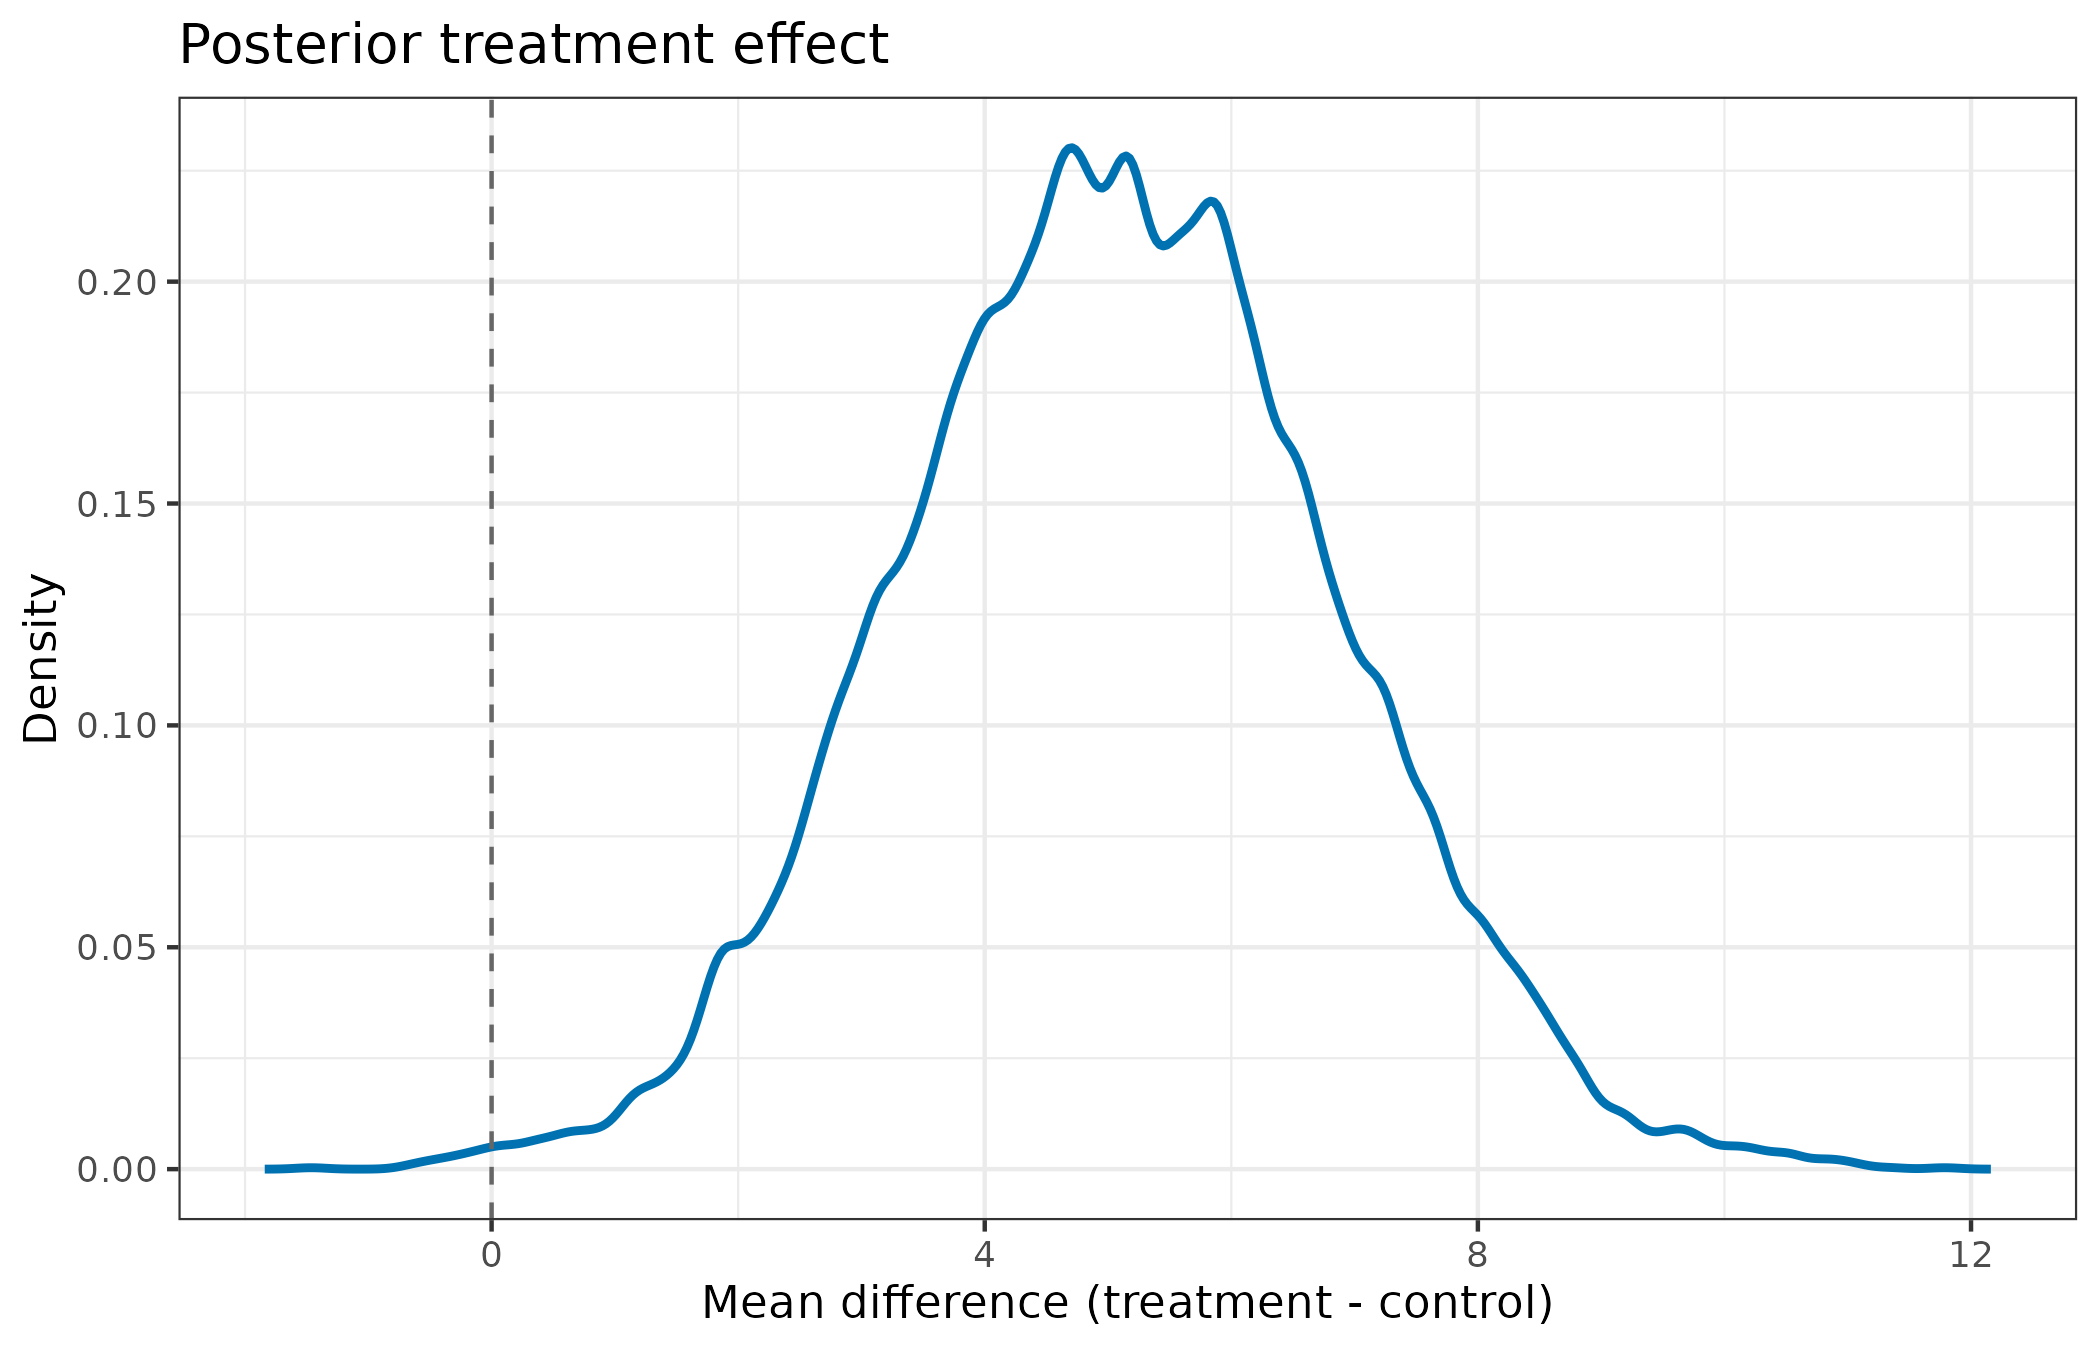 Posterior treatment effect
Density
0.20
0.15
0.10
0.05
0.00
0 4 8 12
Mean difference (treatment - control)